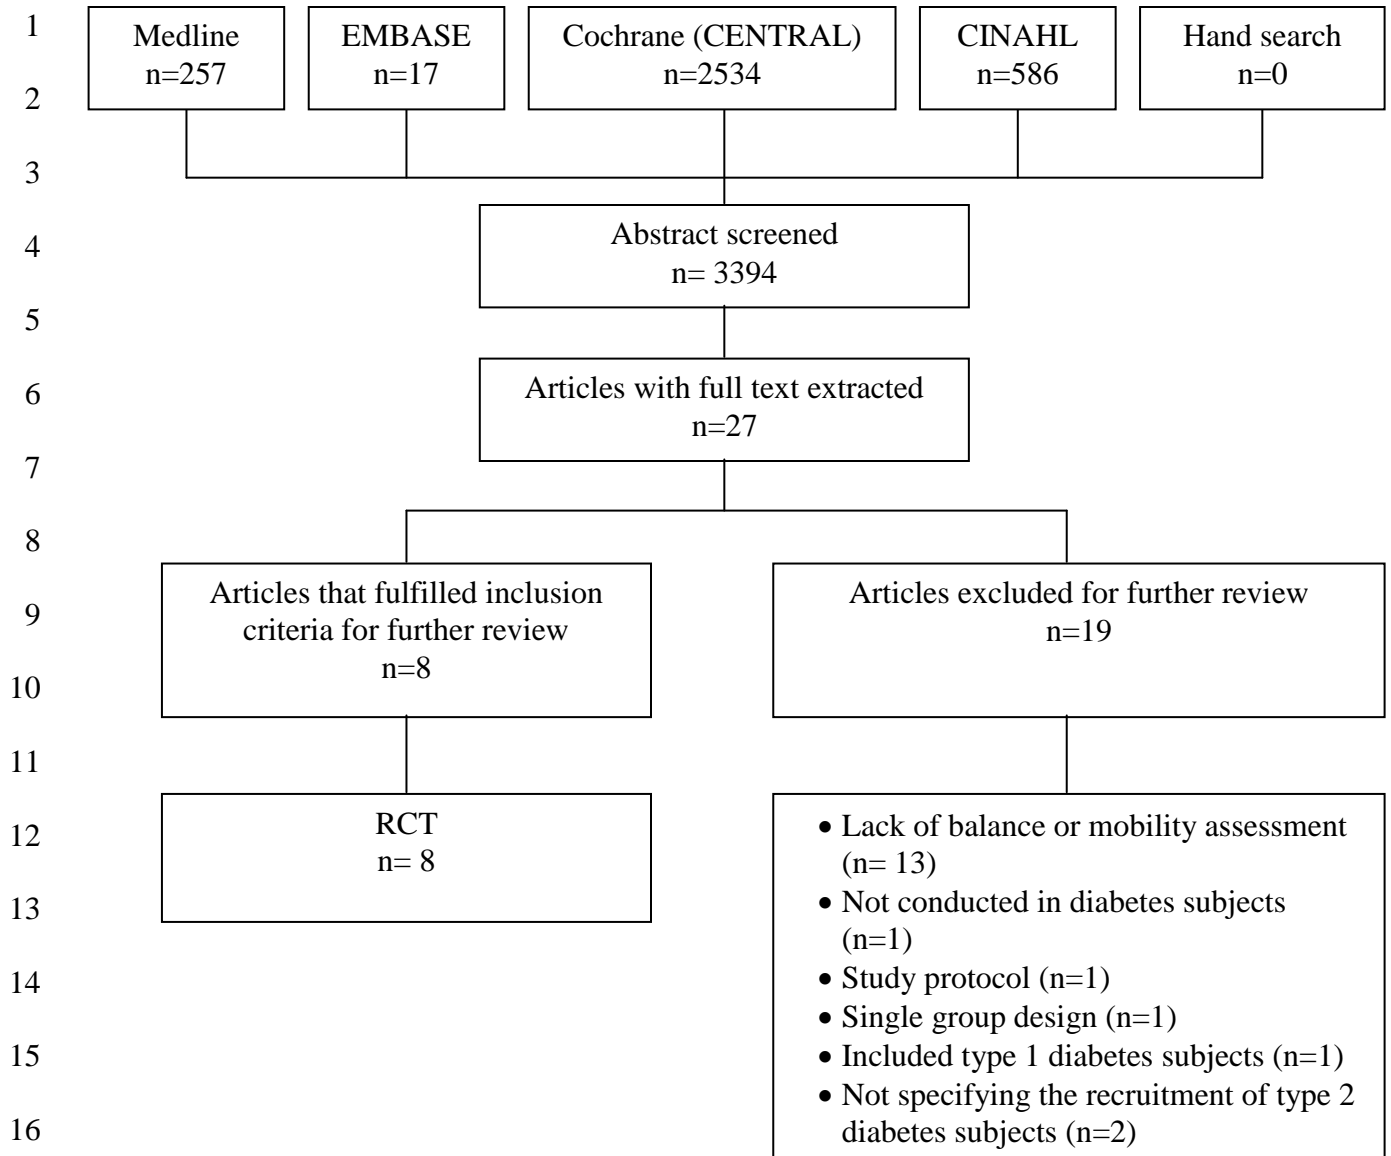 1
Medline
n=257
EMBASE
n=17
Cochrane (CENTRAL)
n=2534
CINAHL
n=586
Hand search
n=0
2
3
4
Abstract screened
n= 3394
5
6
Articles with full text extracted
n=27
7
8
9
Articles that fulfilled inclusion
criteria for further review
n=8
Articles excluded for further review
n=19
10
11
12
RCT
n= 8
• Lack of balance or mobility assessment
(n= 13)
13
• Not conducted in diabetes subjects
(n=1)
14
• Study protocol (n=1)
• Single group design (n=1)
15
• Included type 1 diabetes subjects (n=1)
• Not specifying the recruitment of type 2
16
diabetes subjects (n=2)